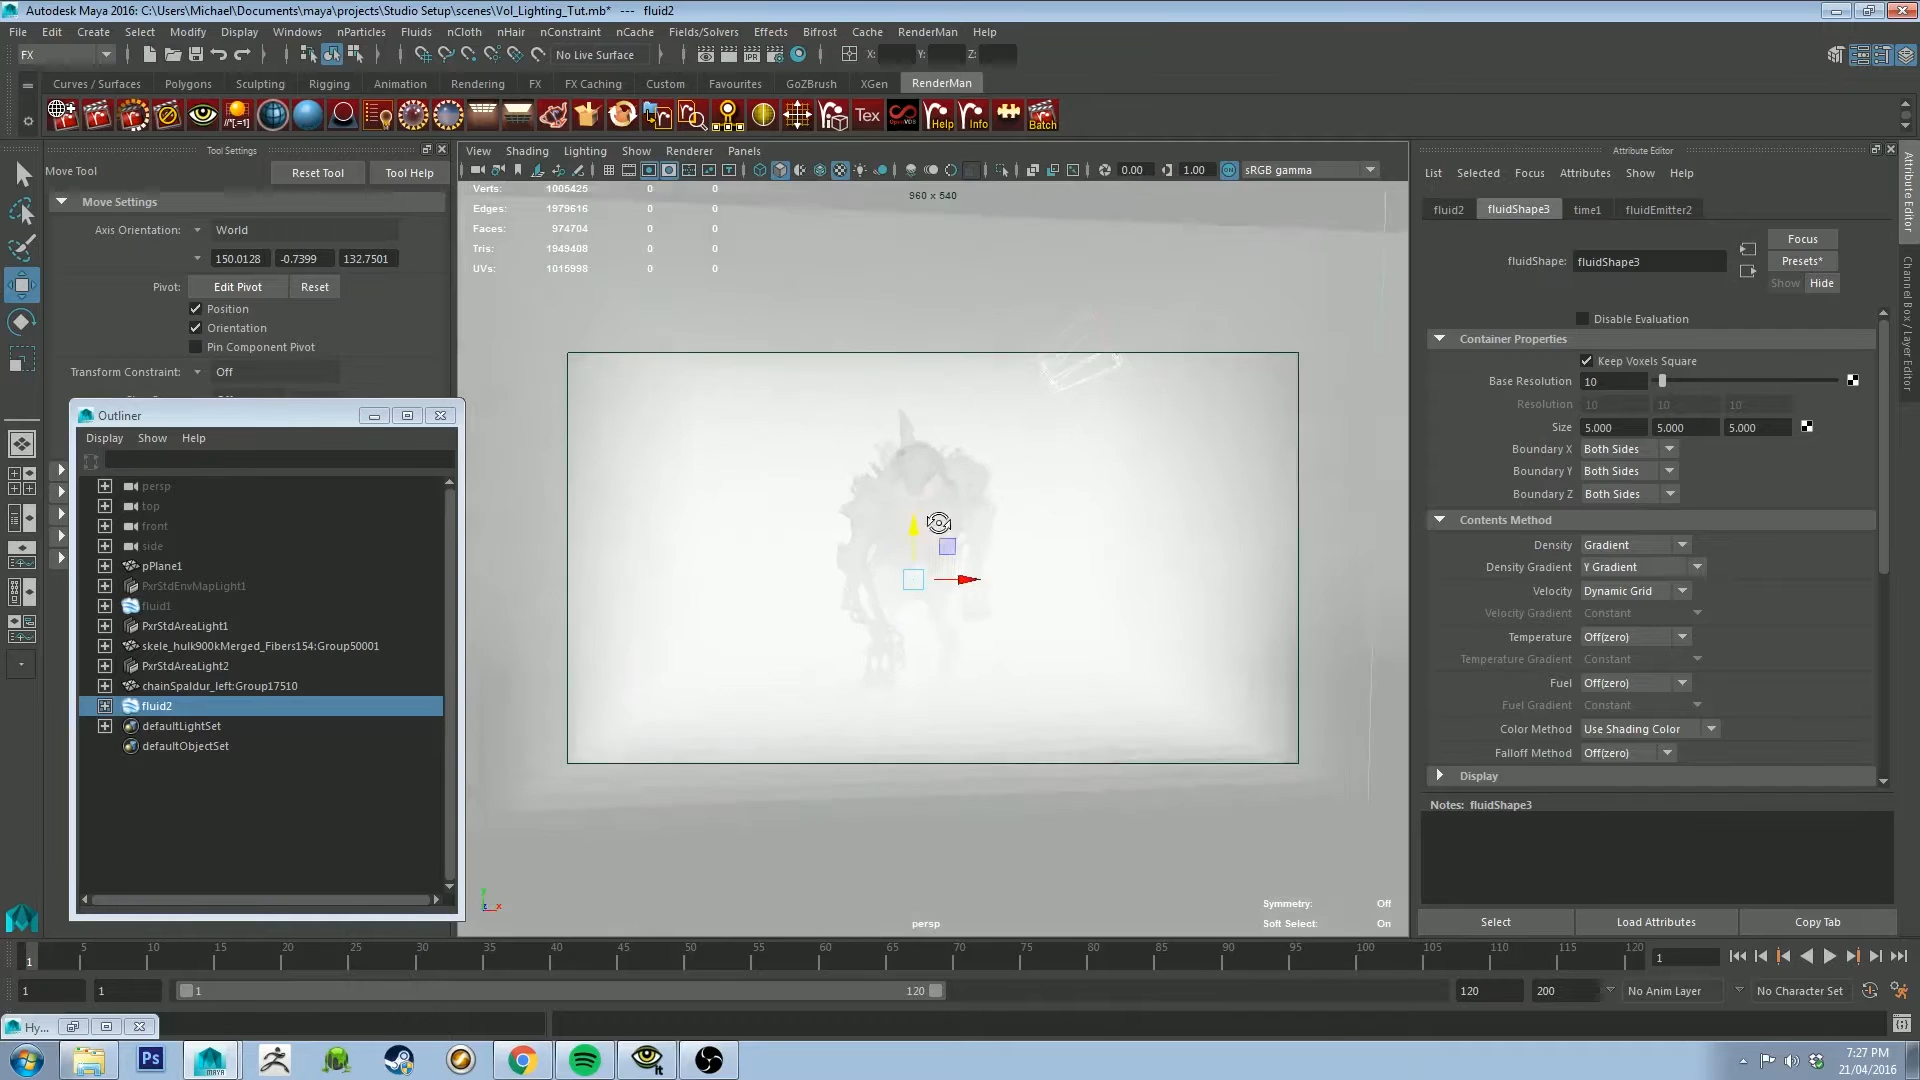 Autodesk Maya 2016: C:\Users\Michael\Documents\maya\projects\Studio Setup\scenes\Vol_Lighting_Tut.mb* --- fluid2
File Edit Create Select Modify Display Windows nParticles Fluids nCloth nHair nConstraint nCache Fields/Solvers Effects Bifrost Cache RenderMan Help
FX No Live Surface X: Y: Z:
Curves / Surfaces Polygons Sculpting Rigging Animation Rendering FX FX Caching Custom Favourites GoZBrush XGen RenderMan
Tex Help Info Batch
Tool Settings
Move Tool Reset Tool Tool Help
Move Settings
Axis Orientation: World
150.0128 -0.7399 132.7501
Pivot: Edit Pivot Reset
Position
Orientation
Pin Component Pivot
Transform Constraint: Off
Outliner
Display Show Help
persp
top
front
side
pPlane1
PxrStdEnvMapLight1
fluid1
PxrStdAreaLight1
skele_hulk900kMerged_Fibers154:Group50001
PxrStdAreaLight2
chainSpaldur_left:Group17510
fluid2
defaultLightSet
defaultObjectSet
View Shading Lighting Show Renderer Panels
0.00 1.00 sRGB gamma
960 x 540
Verts: 1005425 0 0
Edges: 1979616 0 0
Faces: 974704 0 0
Tris: 1949408 0 0
UVs: 1015998 0 0
Symmetry: Off
Soft Select: On
persp
Attribute Editor
List Selected Focus Attributes Show Help
fluid2 fluidShape3 time1 fluidEmitter2
fluidShape: fluidShape3
Focus
Presets*
Show Hide
Disable Evaluation
Container Properties
Keep Voxels Square
Base Resolution 10
Resolution 10 10 10
Size 5.000 5.000 5.000
Boundary X Both Sides
Boundary Y Both Sides
Boundary Z Both Sides
Contents Method
Density Gradient
Density Gradient Y Gradient
Velocity Dynamic Grid
Velocity Gradient Constant
Temperature Off(zero)
Temperature Gradient Constant
Fuel Off(zero)
Fuel Gradient Constant
Color Method Use Shading Color
Falloff Method Off(zero)
Display
Notes: fluidShape3
Select Load Attributes Copy Tab
Attribute Editor
Channel Box / Layer Editor
5 10 15 20 25 30 35 40 45 50 55 60 65 70 75 80 85 90 95 100 105 110 115 120
1 1
1 1 1 120 120 200 No Anim Layer No Character Set
Hy...
7:27 PM
21/04/2016